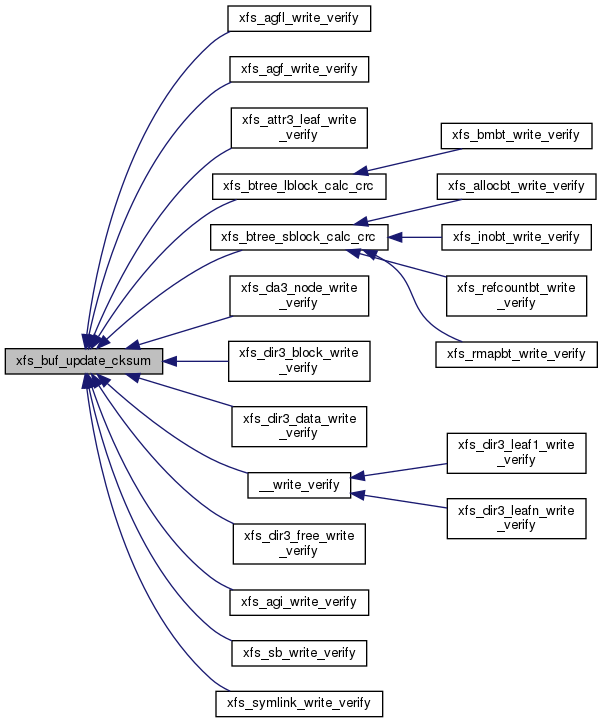 xfs_agfl_write_verify
xfs_agf_write_verify
xfs_attr3_leaf_write
_verify
xfs_bmbt_write_verify
xfs_btree_lblock_calc_crc
xfs_allocbt_write_verify
xfs_btree_sblock_calc_crc
xfs_inobt_write_verify
xfs_da3_node_write
_verify
xfs_refcountbt_write
_verify
xfs_buf_update_cksum
xfs_dir3_block_write
_verify
xfs_rmapbt_write_verify
xfs_dir3_data_write
_verify
xfs_dir3_leaf1_write
_verify
__write_verify
xfs_dir3_leafn_write
_verify
xfs_dir3_free_write
_verify
xfs_agi_write_verify
xfs_sb_write_verify
xfs_symlink_write_verify